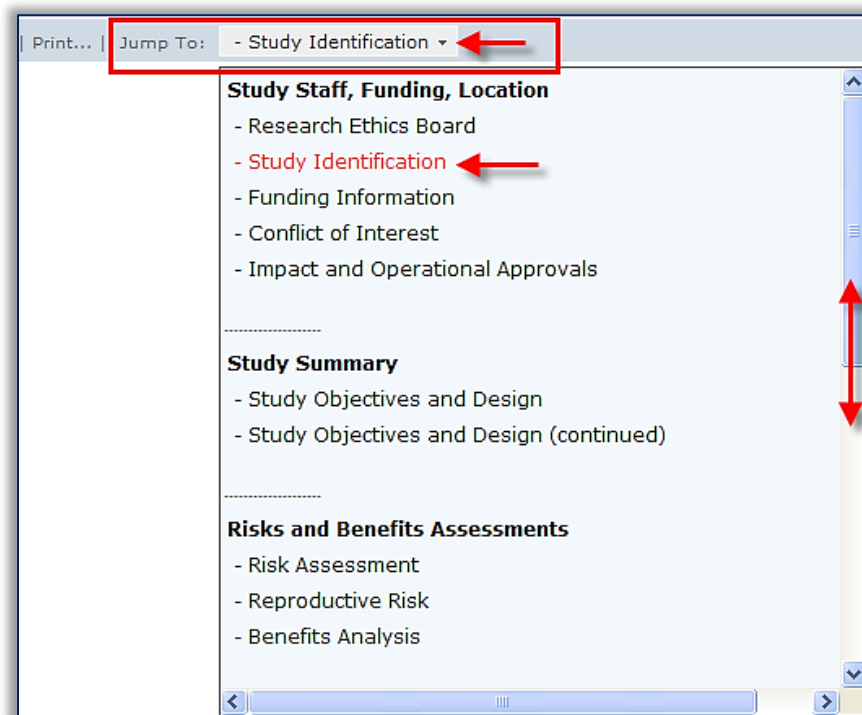 | Print... | Jump To: - Study Identification
Study Staff, Funding, Location
- Research Ethics Board
- Study Identification
- Funding Information
- Conflict of Interest
- Impact and Operational Approvals
--------------------
Study Summary
- Study Objectives and Design
- Study Objectives and Design (continued)
--------------------
Risks and Benefits Assessments
- Risk Assessment
- Reproductive Risk
- Benefits Analysis